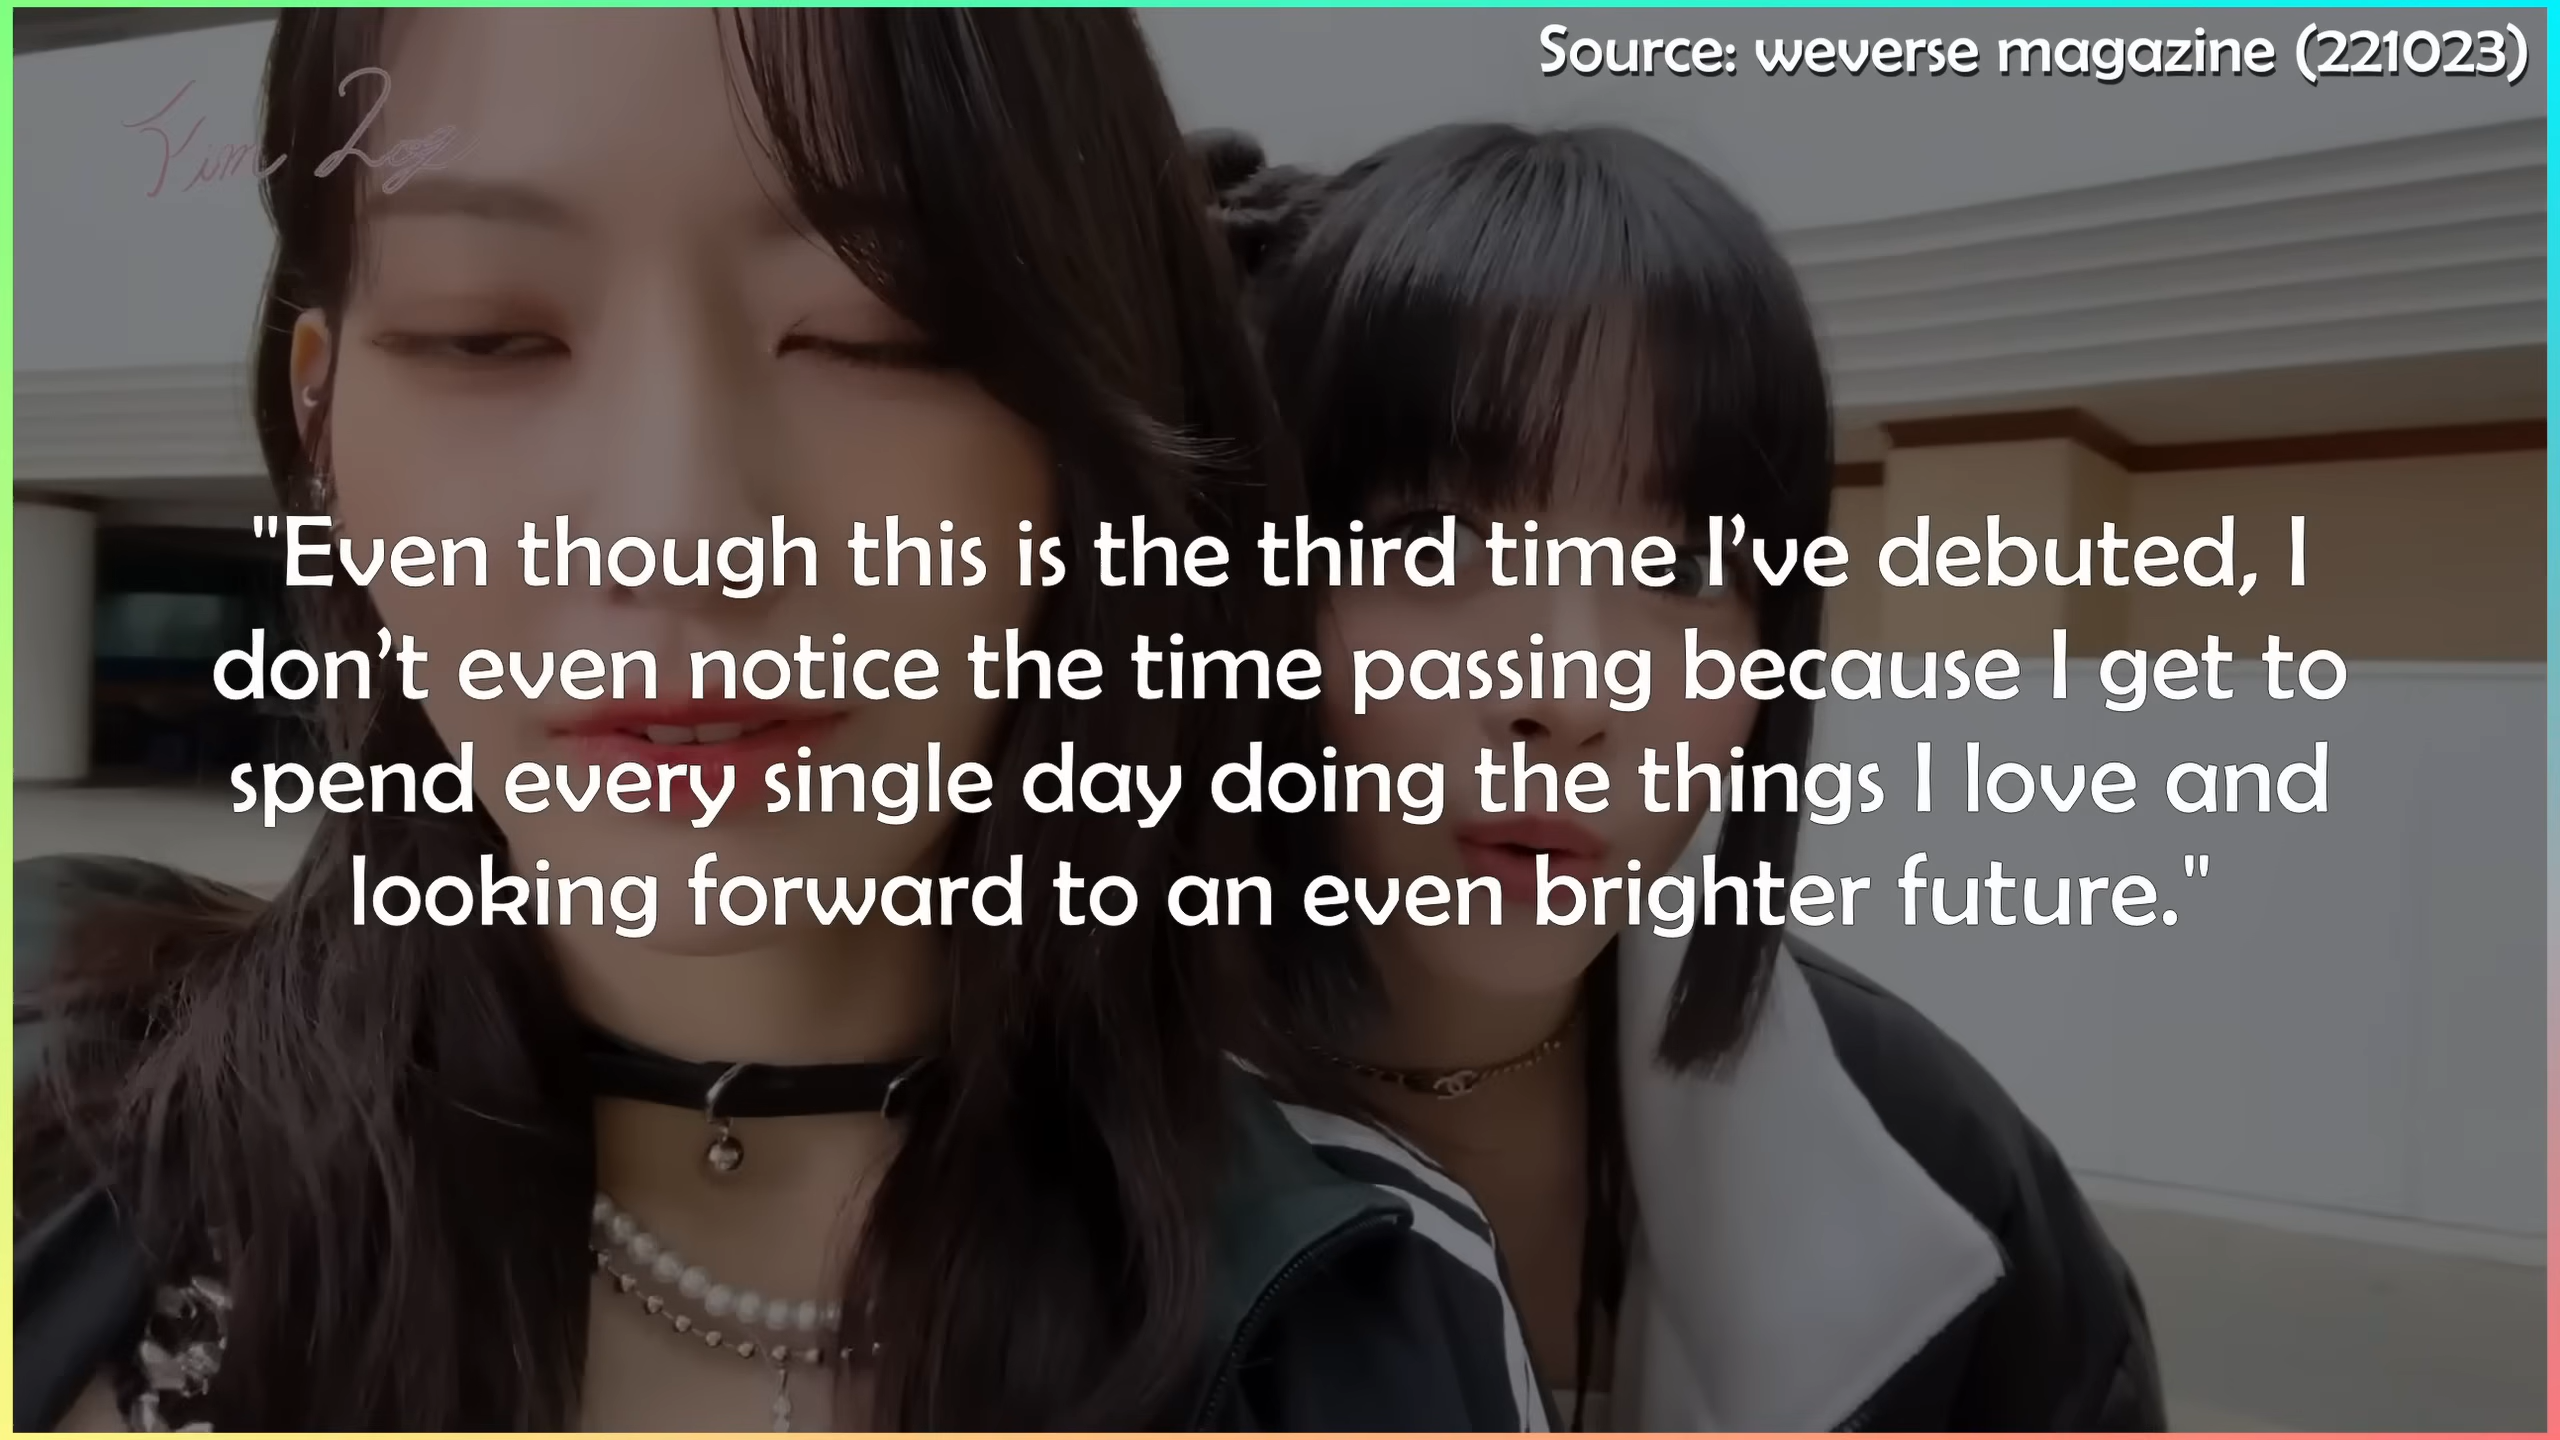 Source: weverse magazine (221023)
"Even though this is the third time I’ve debuted, I
don’t even notice the time passing because I get to
spend every single day doing the things I love and
looking forward to an even brighter future."